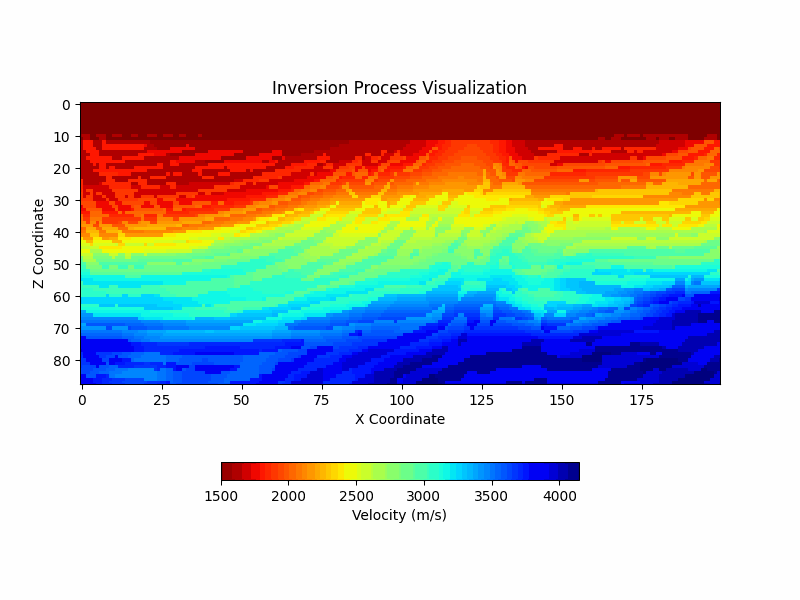 Inversion Process Visualization
0
10
20
30
40
50
60
70
80
Z Coordinate
0 25 50 75 100 125 150 175
X Coordinate
1500 2000 2500 3000 3500 4000
Velocity (m/s)